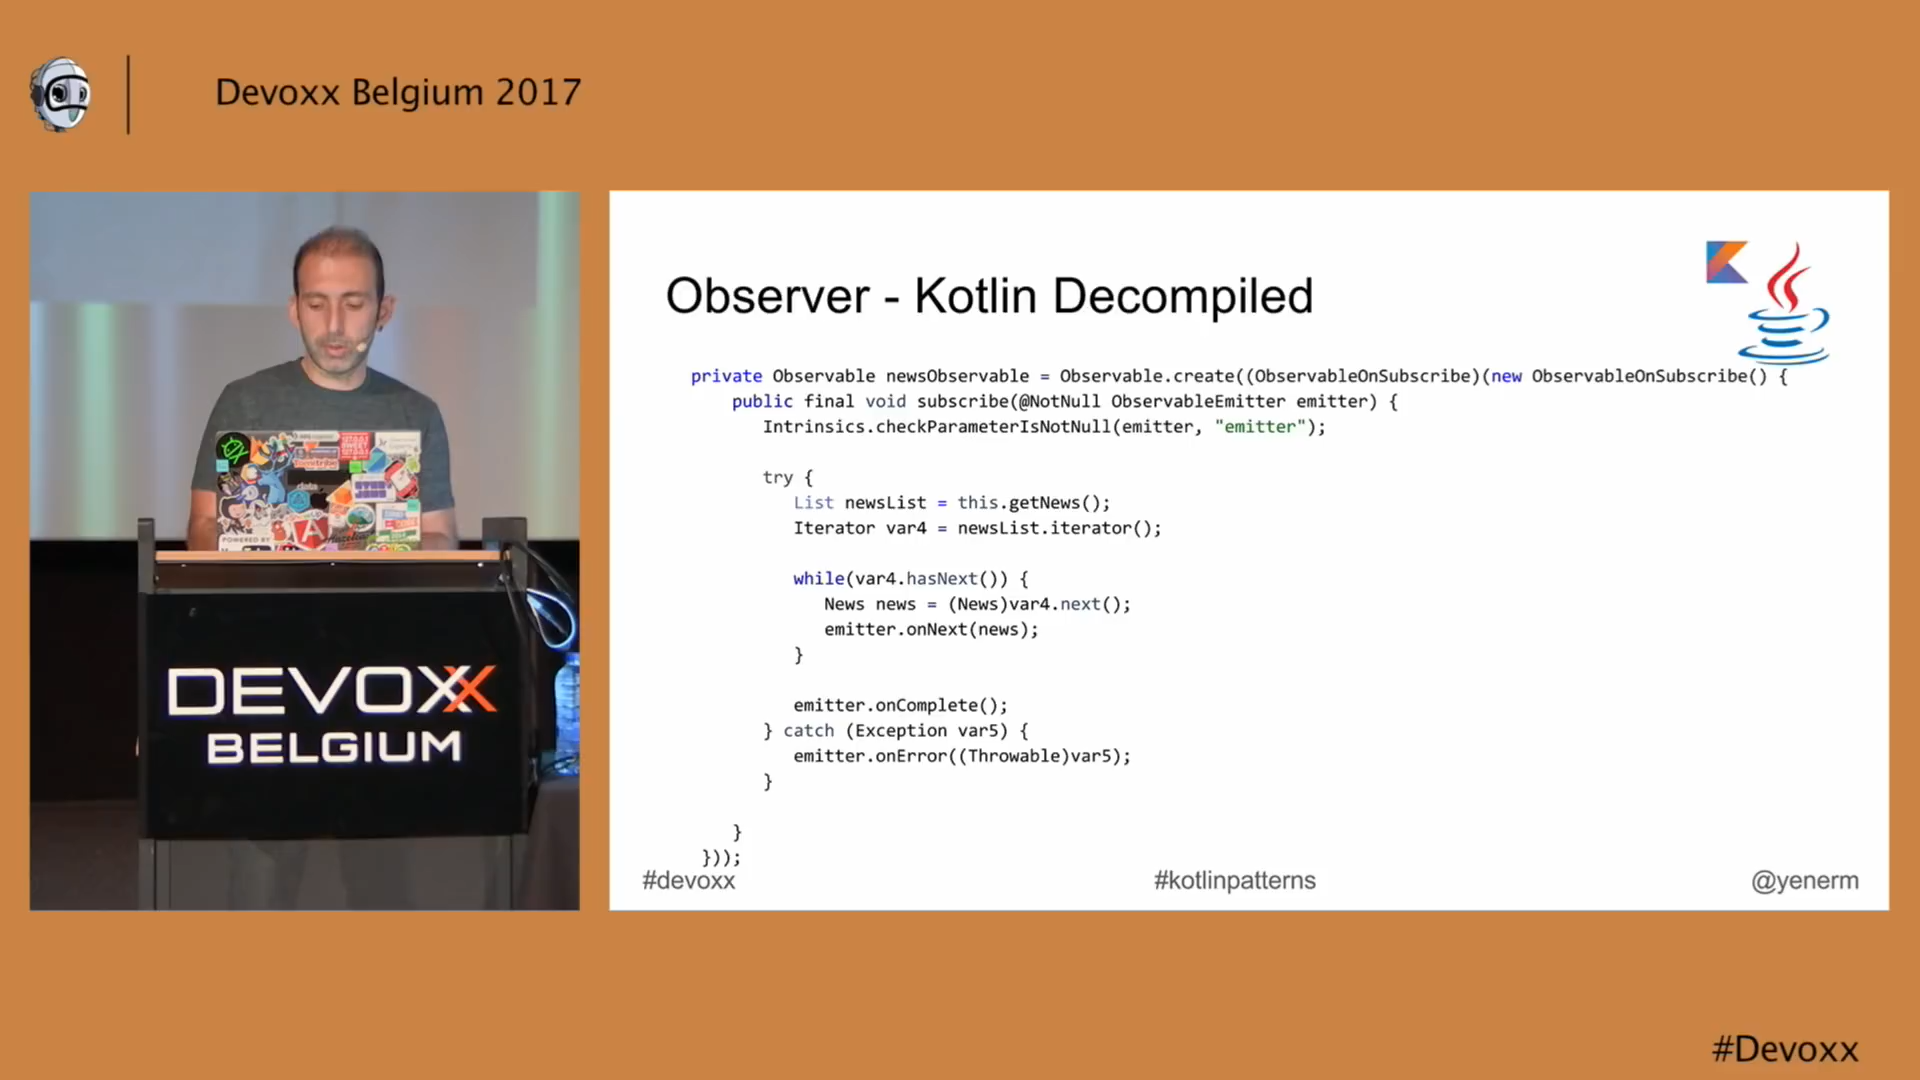 Devoxx Belgium 2017
Observer - Kotlin Decompiled
private Observable newsObservable = Observable.create((ObservableOnSubscribe)(new ObservableOnSubscribe() {
public final void subscribe(@NotNull ObservableEmitter emitter) {
Intrinsics.checkParameterIsNotNull(emitter, "emitter");
try {
List newsList = this.getNews();
Iterator var4 = newsList.iterator();
while(var4.hasNext()) {
News news = (News)var4.next();
emitter.onNext(news);
}
emitter.onComplete();
} catch (Exception var5) {
emitter.onError((Throwable)var5);
}
}
}));
#devoxx
#kotlinpatterns
@yenerm
data
POWERED BY
DEVOXX
BELGIUM
#Devoxx